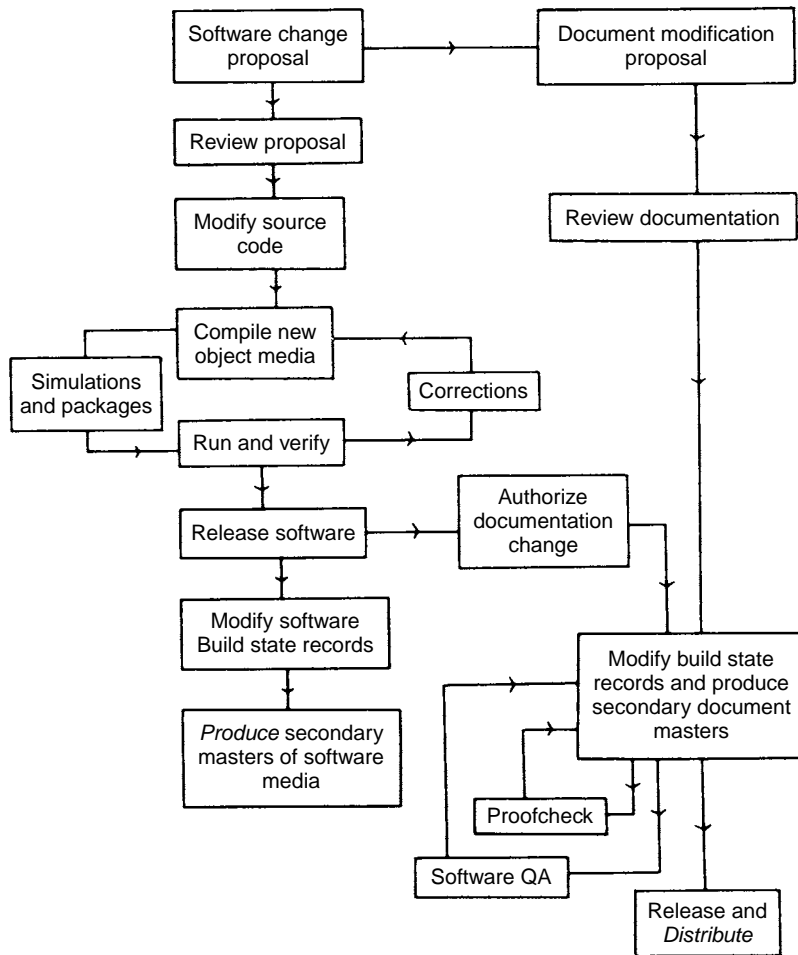 Software change
proposal
Document modification
proposal
Review proposal
Modify source
code
Review documentation
Compile new
object media
Simulations
and packages
Corrections
Run and verify
Release software
Authorize
documentation
change
Modify software
Build state records
Modify build state
records and produce
secondary document
masters
Produce secondary
masters of software
media
Proofcheck
Software QA
Release and
Distribute